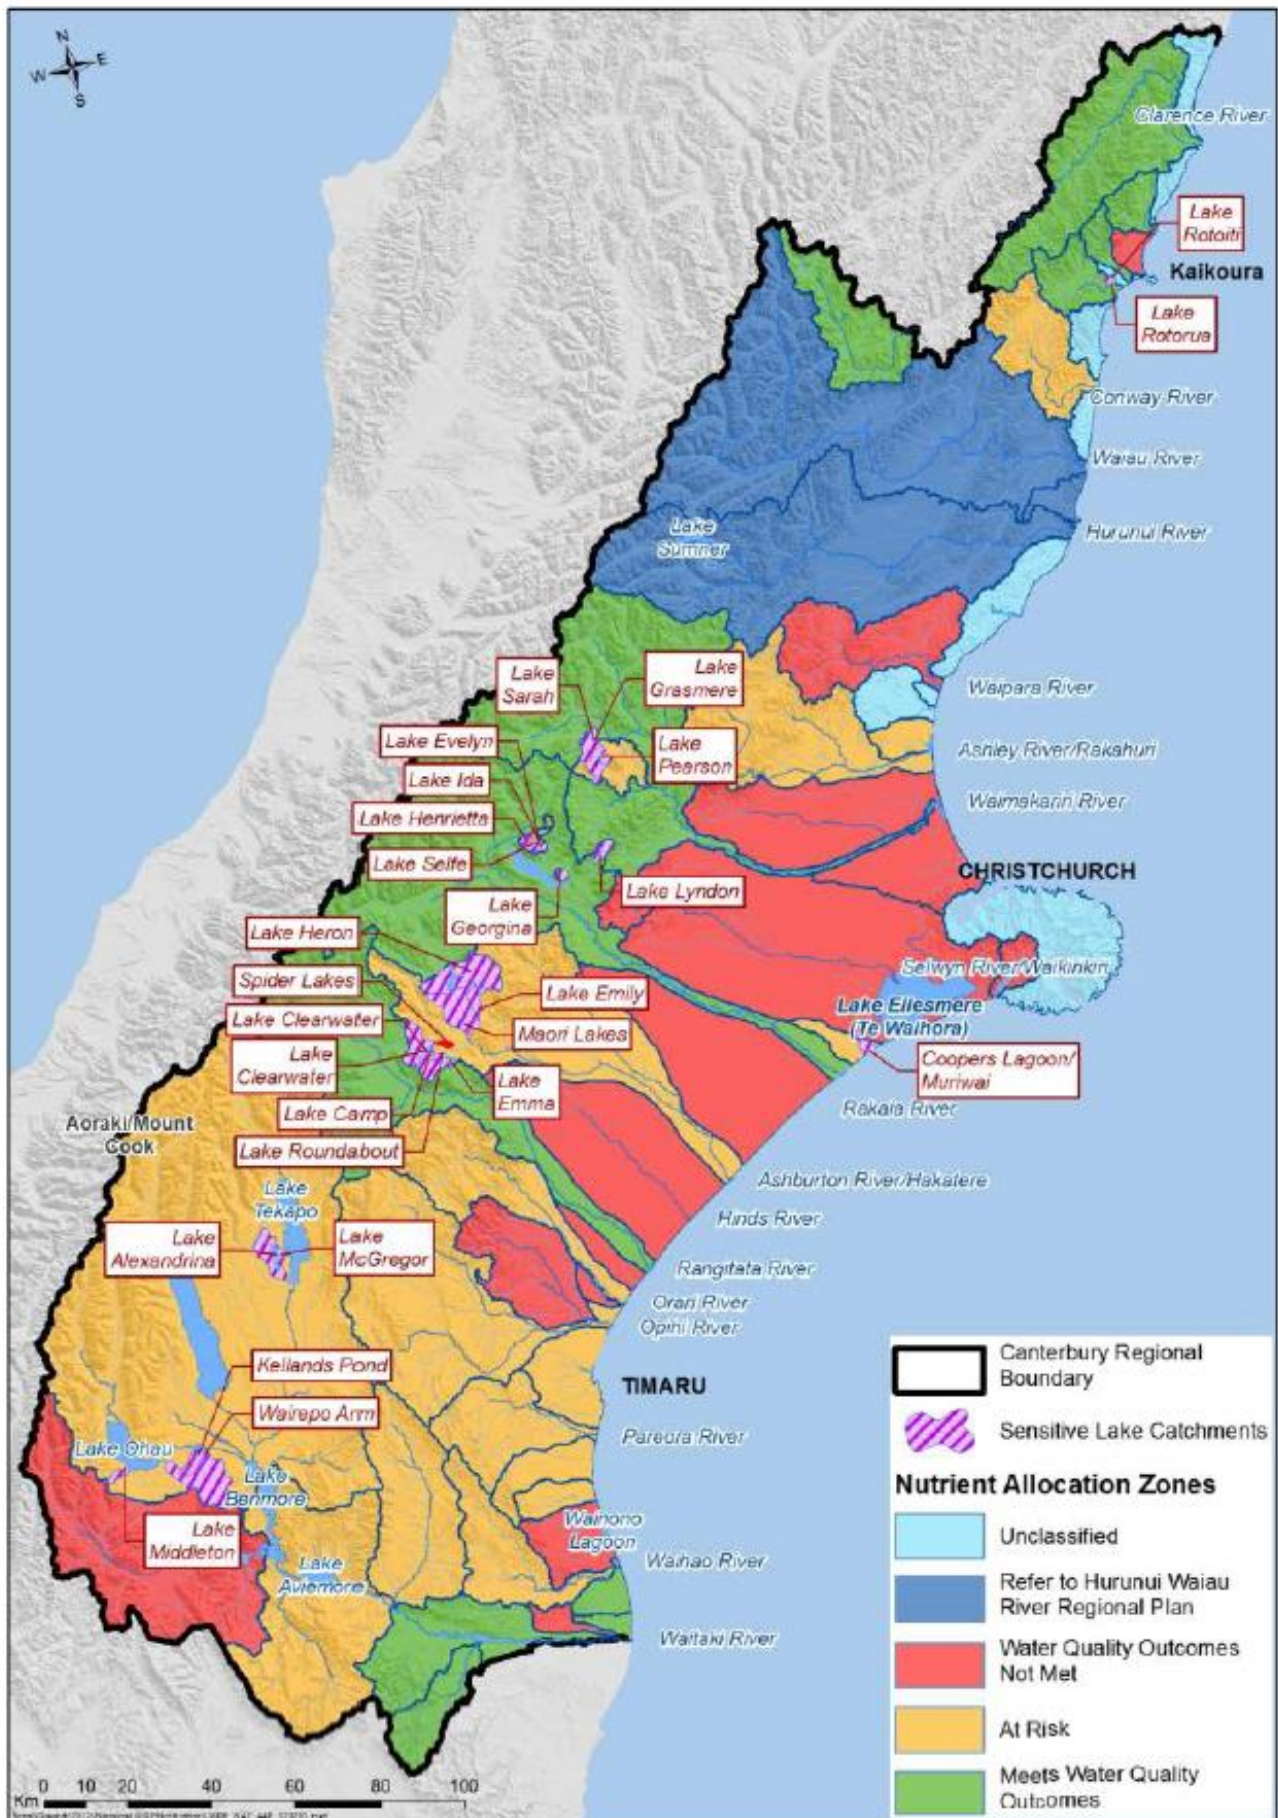 N
W
E
S
Clarence River
Lake
Rotoiti
Kaikoura
Lake
Rotorua
Conway River
Waiau River
Lake
Sumner
Hurunui River
Lake
Sarah
Lake
Grasmere
Waipara River
Lake Evelyn
Lake
Pearson
Ashley River/Rakahuri
Lake Ida
Waimakariri River
Lake Henrietta
Lake Selfe
CHRISTCHURCH
Lake Lyndon
Lake
Georgina
Lake Heron
Selwyn River/Waikirikiri
Spider Lakes
Lake Emily
Lake Ellesmere
(Te Waihora)
Lake Clearwater
Maori Lakes
Lake
Clearwater
Coopers Lagoon/
Muriwai
Lake
Emma
Lake Camp
Rakaia River
Aoraki/Mount
Cook
Lake Roundabout
Ashburton River/Hakatere
Lake
Tekapo
Hinds River
Lake
Alexandrina
Lake
McGregor
Rangitata River
Orari River
Opihi River
Kellands Pond
TIMARU
Wairepo Arm
Pareora River
Lake Ohau
Lake
Benmore
Lake
Middleton
Wainono
Lagoon
Waihao River
Lake
Aviemore
Waitaki River
Canterbury Regional
Boundary
Sensitive Lake Catchments
Nutrient Allocation Zones
Unclassified
Refer to Hurunui Waiau
River Regional Plan
Water Quality Outcomes
Not Met
At Risk
Meets Water Quality
Outcomes
0 10 20 40 60 80 100
Km